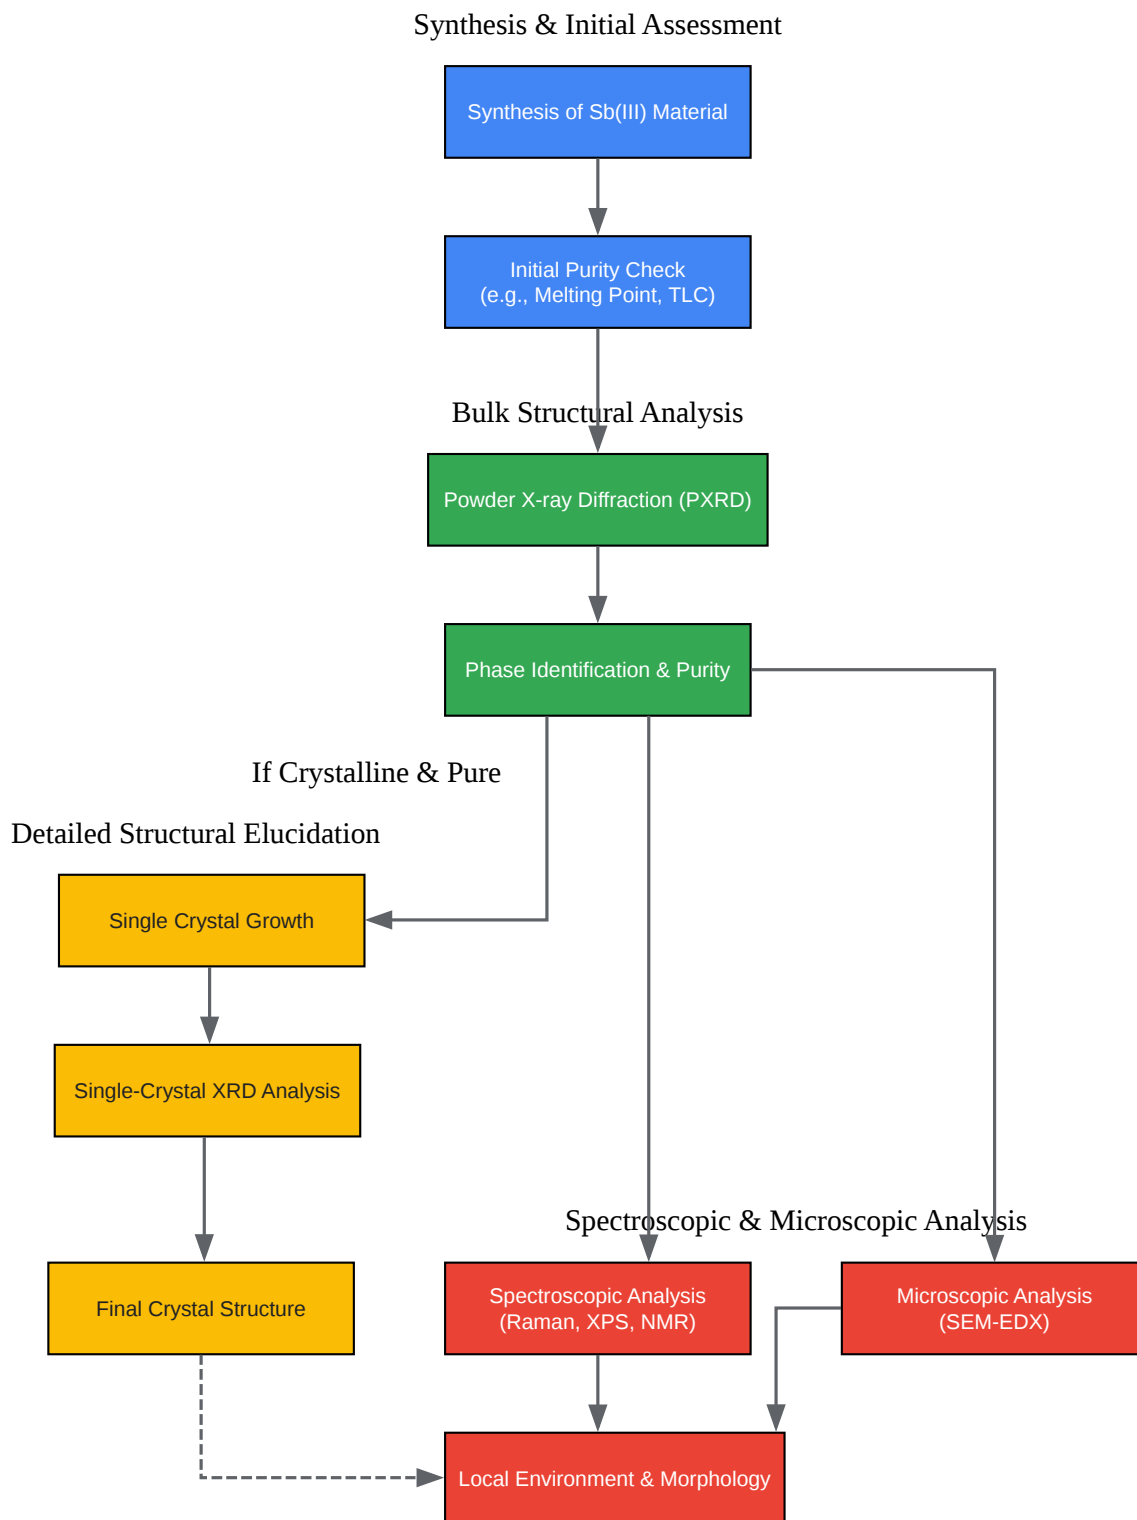 Synthesis & Initial Assessment
Synthesis of Sb(III) Material
Initial Purity Check
(e.g., Melting Point, TLC)
Bulk Structural Analysis
Powder X-ray Diffraction (PXRD)
Phase Identification & Purity
If Crystalline & Pure
Detailed Structural Elucidation
Single Crystal Growth
Single-Crystal XRD Analysis
Spectroscopic & Microscopic Analysis
Final Crystal Structure
Spectroscopic Analysis
(Raman, XPS, NMR)
Microscopic Analysis
(SEM-EDX)
Local Environment & Morphology